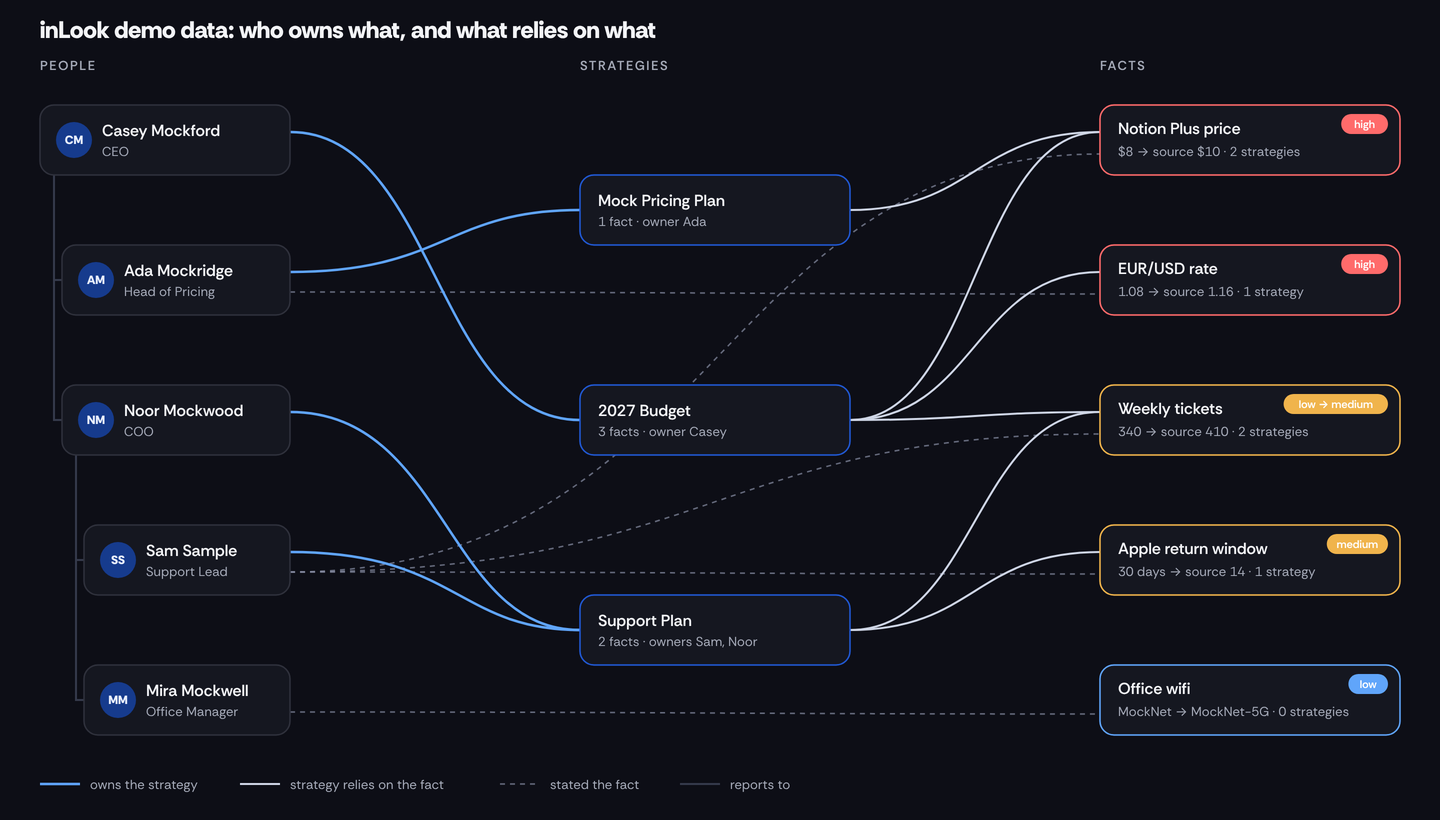 inLook demo data: who owns what, and what relies on what
PEOPLE
STRATEGIES
FACTS
CM
Casey Mockford
CEO
AM
Ada Mockridge
Head of Pricing
NM
Noor Mockwood
COO
SS
Sam Sample
Support Lead
MM
Mira Mockwell
Office Manager
Mock Pricing Plan
1 fact · owner Ada
2027 Budget
3 facts · owner Casey
Support Plan
2 facts · owners Sam, Noor
Notion Plus price
high
$8 → source $10 · 2 strategies
EUR/USD rate
high
1.08 → source 1.16 · 1 strategy
Weekly tickets
low → medium
340 → source 410 · 2 strategies
Apple return window
medium
30 days → source 14 · 1 strategy
Office wifi
low
MockNet → MockNet-5G · 0 strategies
owns the strategy
strategy relies on the fact
stated the fact
reports to